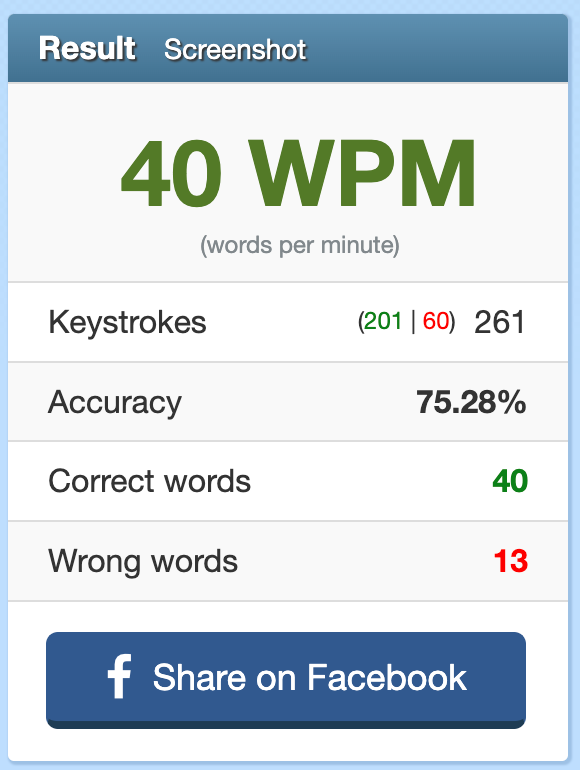 Result Screenshot
40 WPM
(words per minute)
Keystrokes (201 | 60) 261
Accuracy 75.28%
Correct words 40
Wrong words 13
Share on Facebook